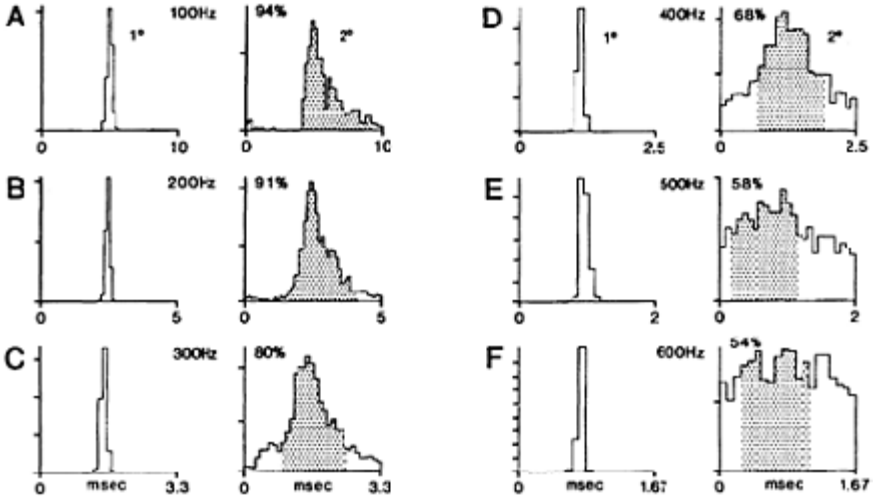 A 100Hz 94%
1° 2°
0 10 0 10
B 200Hz 91%
0 5 0 5
C 300Hz 80%
0 msec 3.3 0 msec 3.3
D 400Hz 68%
1° 2°
0 2.5 0 2.5
E 500Hz 58%
0 2 0 2
F 600Hz 54%
0 msec 1.67 0 msec 1.67